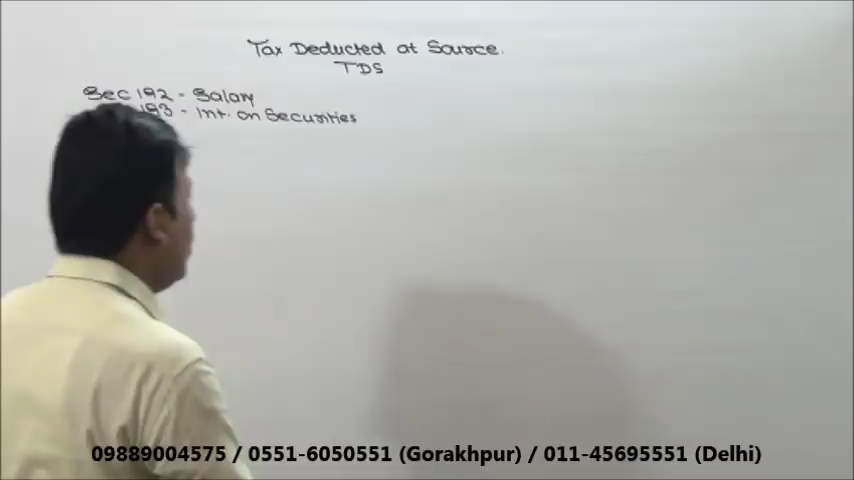 Tax Deducted at Source.
TDS
Sec 192 - Salary
193 - Int. on Securities
09889004575 / 0551-6050551 (Gorakhpur) / 011-45695551 (Delhi)